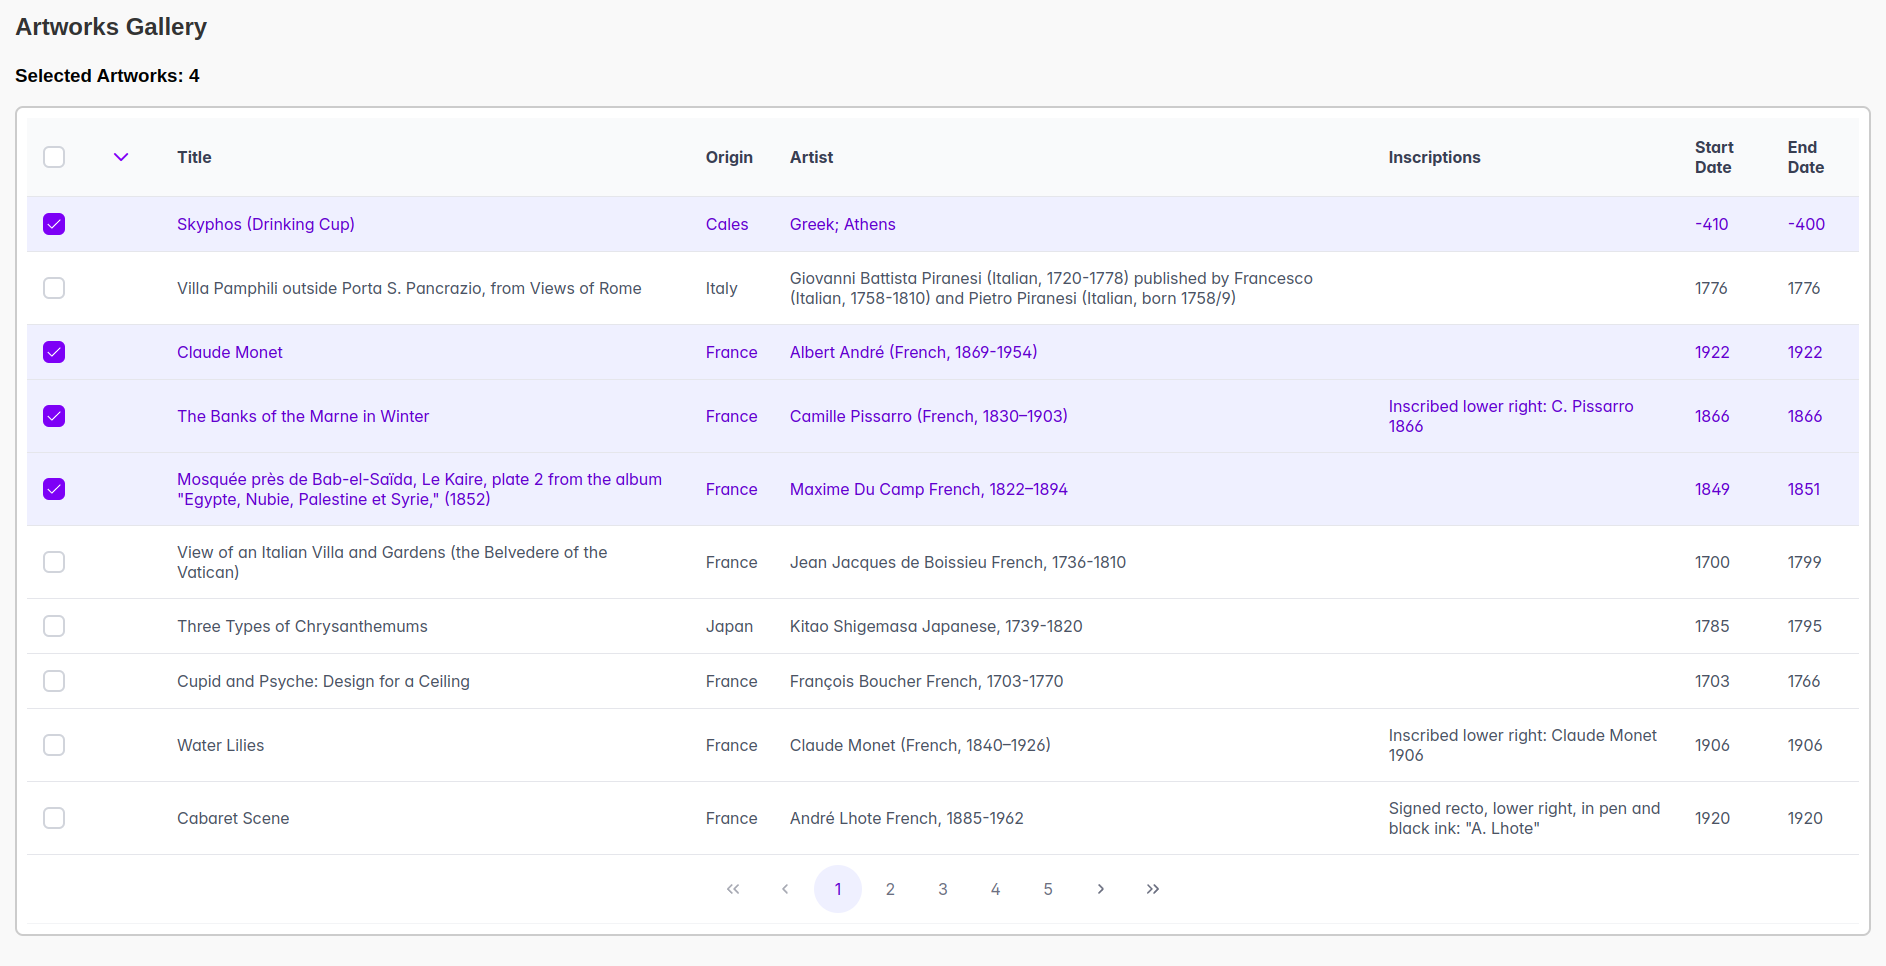 Artworks Gallery
Selected Artworks: 4
Title Origin Artist Inscriptions Start Date End Date
Skyphos (Drinking Cup) Cales Greek; Athens -410 -400
Villa Pamphili outside Porta S. Pancrazio, from Views of Rome Italy Giovanni Battista Piranesi (Italian, 1720-1778) published by Francesco
(Italian, 1758-1810) and Pietro Piranesi (Italian, born 1758/9) 1776 1776
Claude Monet France Albert André (French, 1869-1954) 1922 1922
The Banks of the Marne in Winter France Camille Pissarro (French, 1830–1903) Inscribed lower right: C. Pissarro
1866 1866 1866
Mosquée près de Bab-el-Saïda, Le Kaire, plate 2 from the album
"Egypte, Nubie, Palestine et Syrie," (1852) France Maxime Du Camp French, 1822–1894 1849 1851
View of an Italian Villa and Gardens (the Belvedere of the
Vatican) France Jean Jacques de Boissieu French, 1736-1810 1700 1799
Three Types of Chrysanthemums Japan Kitao Shigemasa Japanese, 1739-1820 1785 1795
Cupid and Psyche: Design for a Ceiling France François Boucher French, 1703-1770 1703 1766
Water Lilies France Claude Monet (French, 1840–1926) Inscribed lower right: Claude Monet
1906 1906 1906
Cabaret Scene France André Lhote French, 1885-1962 Signed recto, lower right, in pen and
black ink: "A. Lhote" 1920 1920
1 2 3 4 5